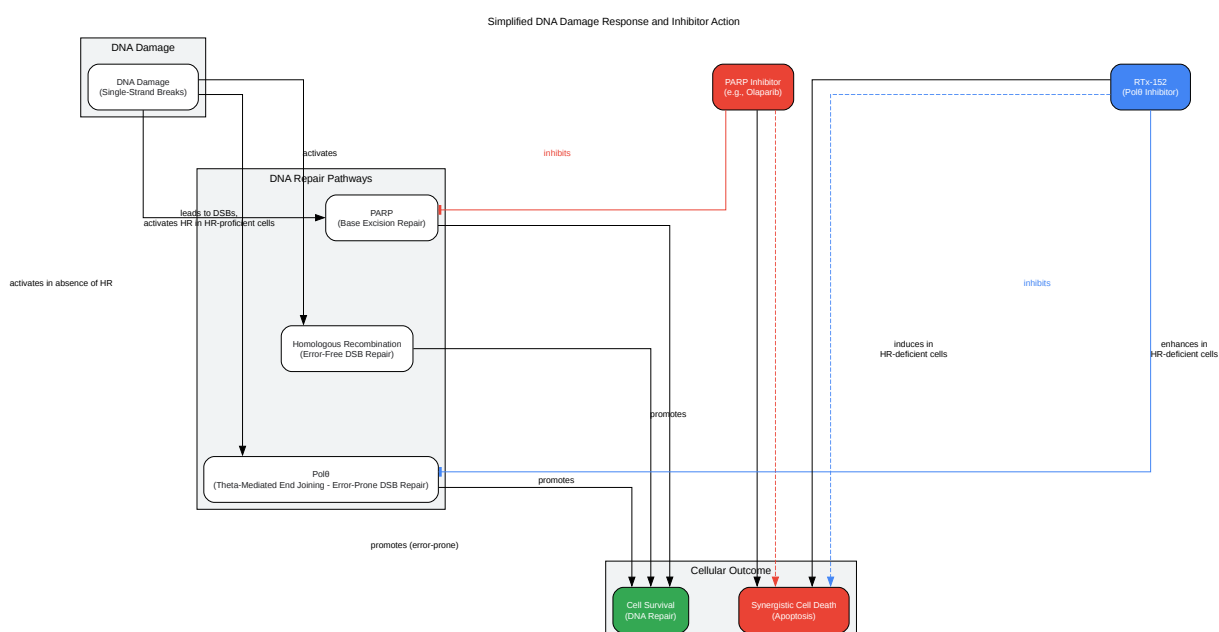 Simplified DNA Damage Response and Inhibitor Action
DNA Damage
DNA Damage
(Single-Strand Breaks)
PARP Inhibitor
(e.g., Olaparib)
RTx-152
(Polθ Inhibitor)
activates
inhibits
DNA Repair Pathways
leads to DSBs,
activates HR in HR-proficient cells
PARP
(Base Excision Repair)
activates in absence of HR
inhibits
Homologous Recombination
(Error-Free DSB Repair)
induces in
HR-deficient cells
enhances in
HR-deficient cells
promotes
Polθ
(Theta-Mediated End Joining - Error-Prone DSB Repair)
promotes
promotes (error-prone)
Cellular Outcome
Cell Survival
(DNA Repair)
Synergistic Cell Death
(Apoptosis)